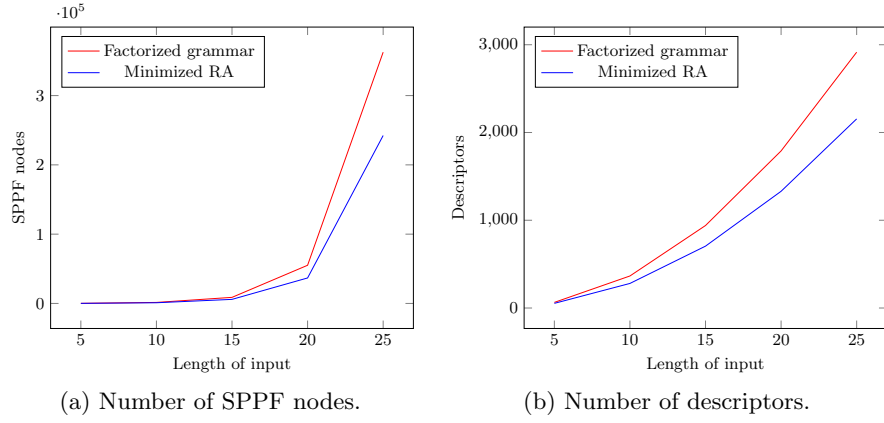 ·10⁵
Factorized grammar
Minimized RA
3
2
1
0
5 10 15 20 25
SPPF nodes
Length of input
(a) Number of SPPF nodes.
Factorized grammar
Minimized RA
3,000
2,000
1,000
0
5 10 15 20 25
Descriptors
Length of input
(b) Number of descriptors.